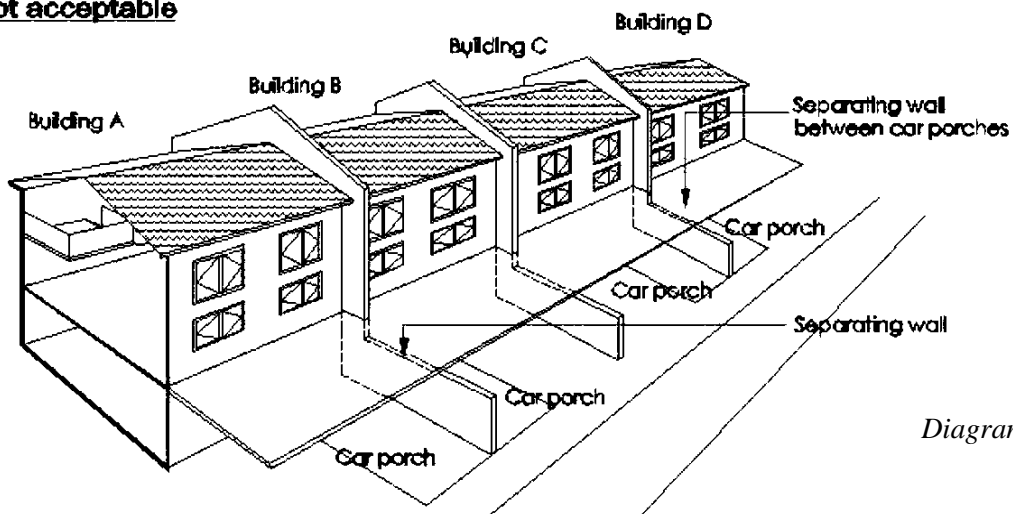 ot acceptable
Building D
Building C
Building B
Building A
Separating wall
between car porches
Car porch
Car porch
Separating wall
Car porch
Car porch
Diagram